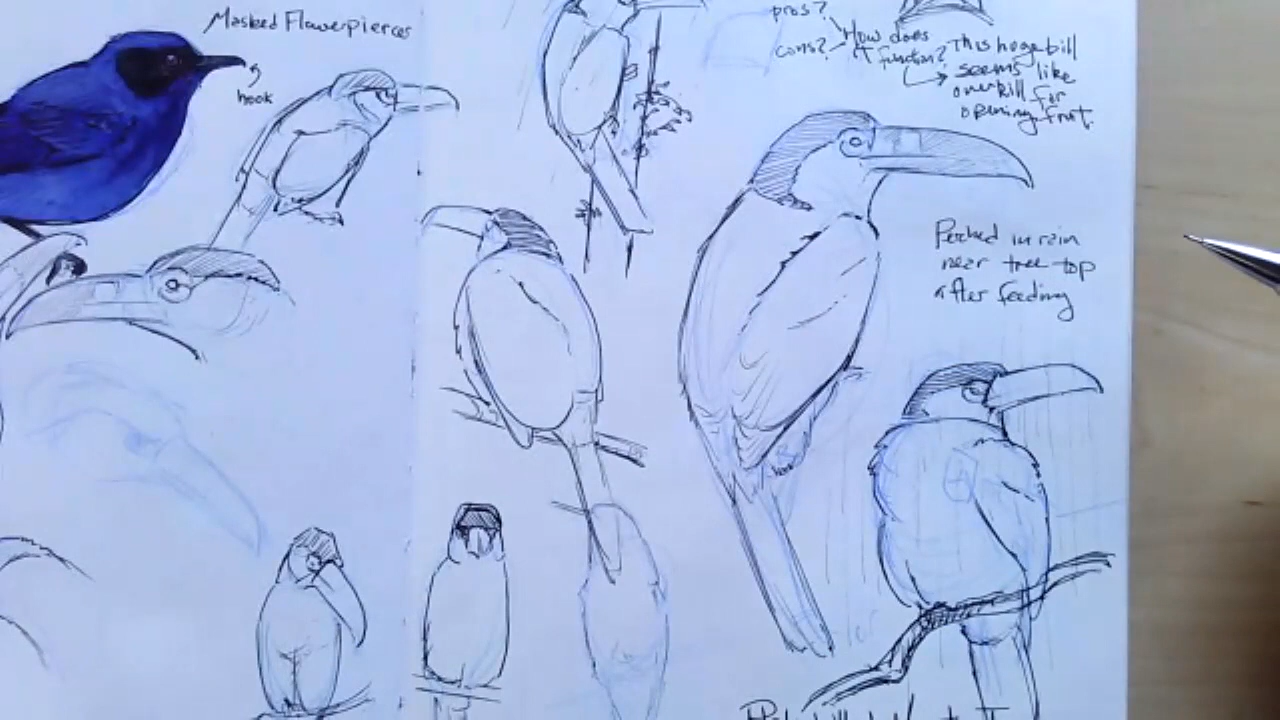 Masked Flowerpierces
hook
pros?
cons?
How does
it function?
This huge bill
seems like
overkill for
opening fruit.
Perched in rain
near tree top
after feeding